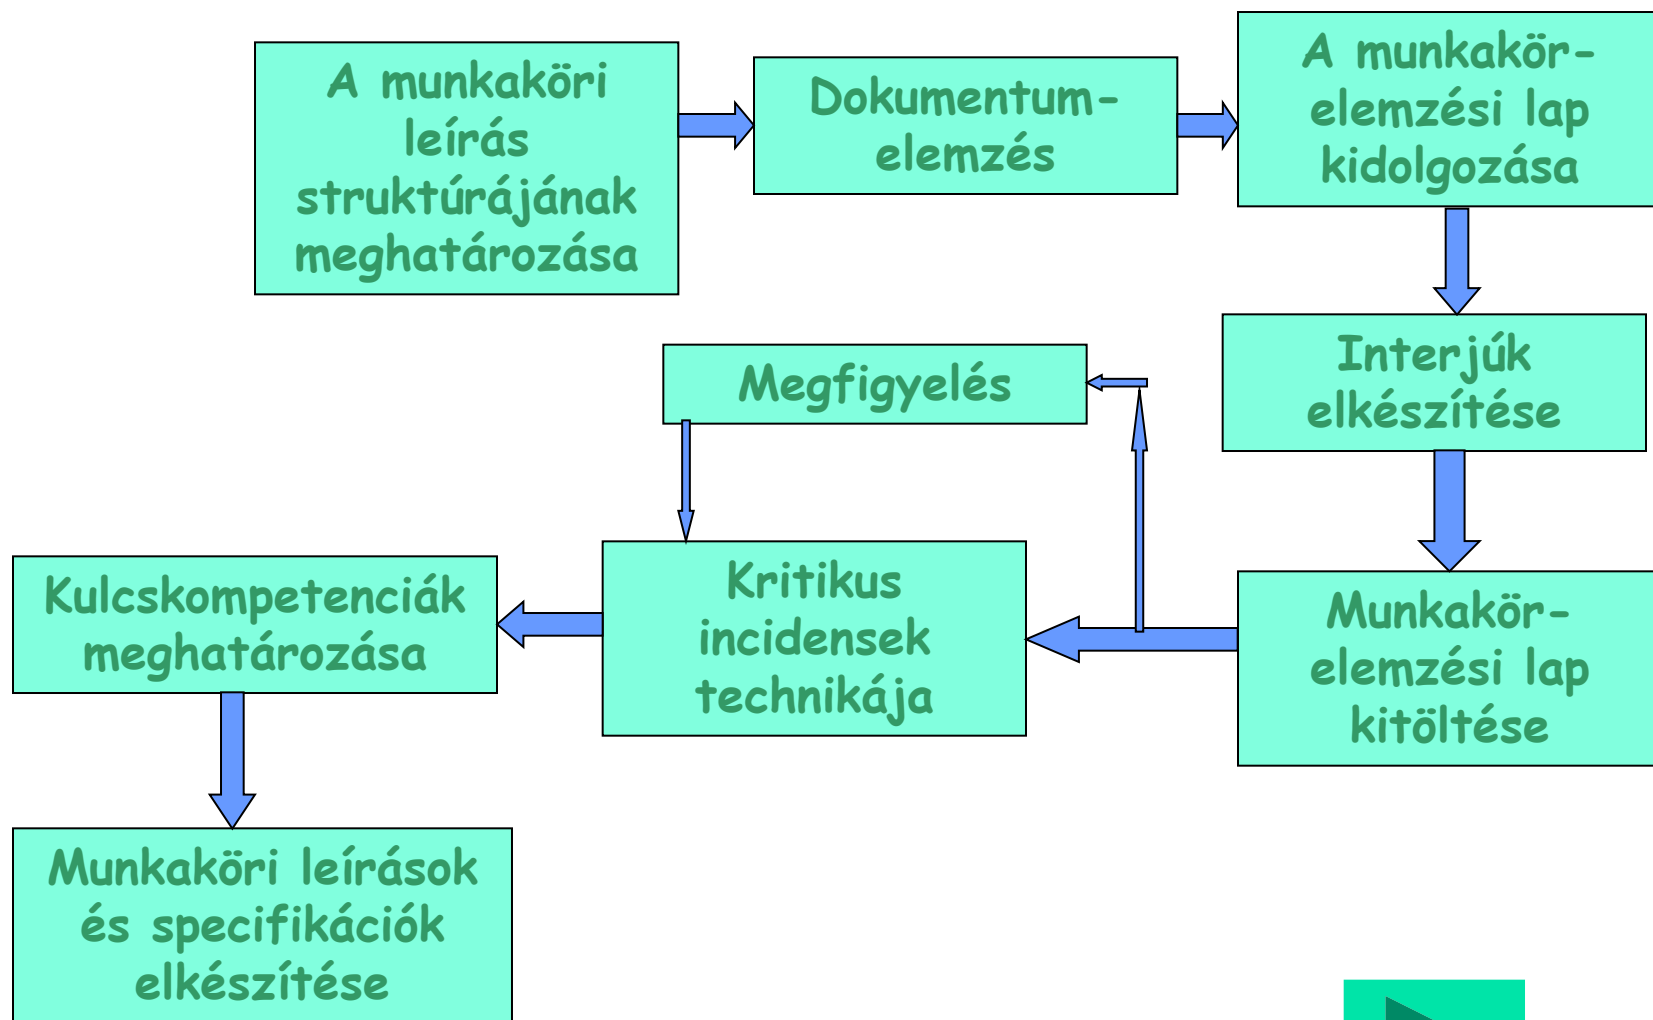 A munkaköri
leírás
struktúrájának
meghatározása
Dokumentum-
elemzés
A munkakör-
elemzési lap
kidolgozása
Interjúk
elkészítése
Munkakör-
elemzési lap
kitöltése
Megfigyelés
Kritikus
incidensek
technikája
Kulcskompetenciák
meghatározása
Munkaköri leírások
és specifikációk
elkészítése